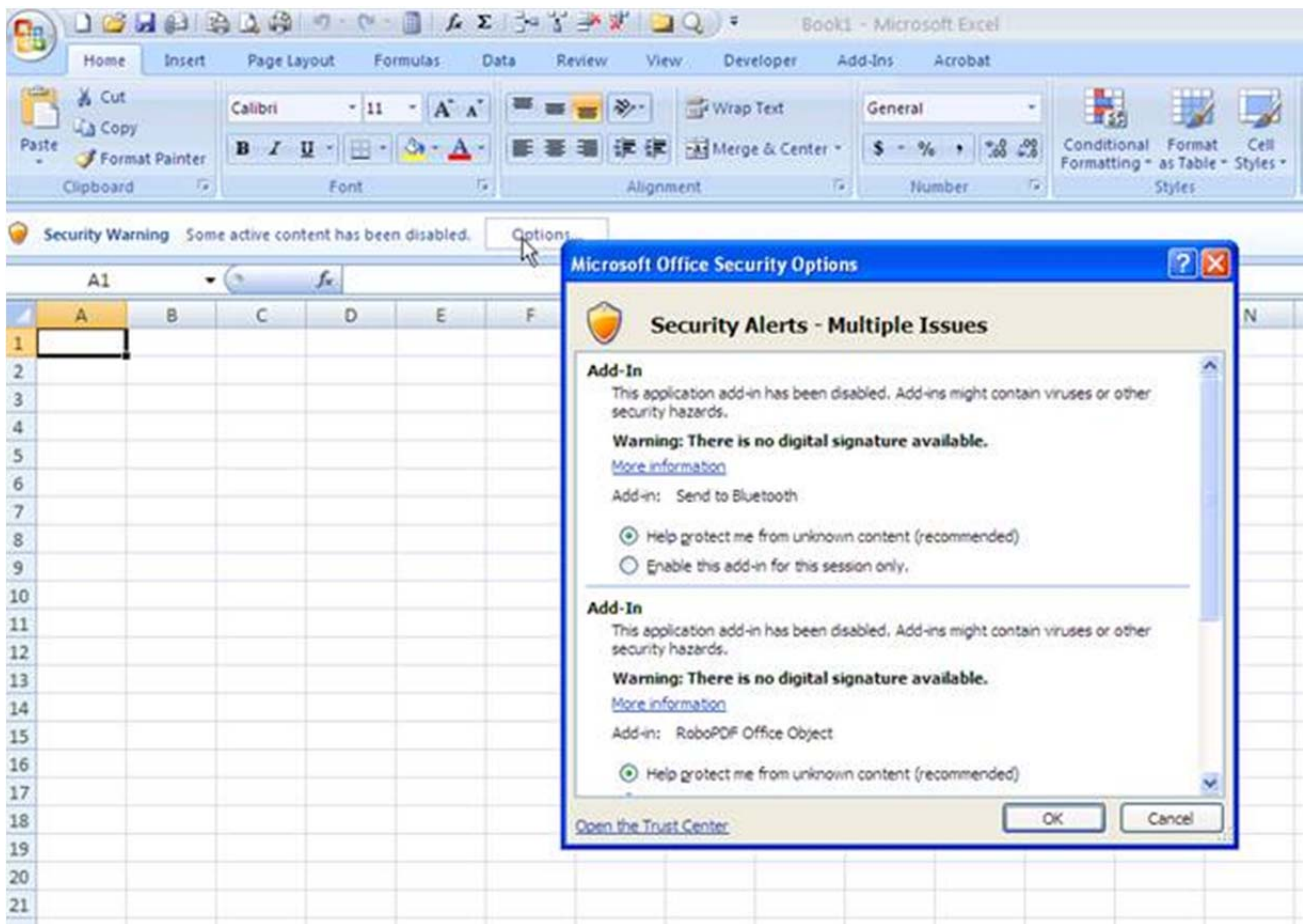 Book1 - Microsoft Excel
Home Insert Page Layout Formulas Data Review View Developer Add-Ins Acrobat
Paste
Cut
Copy
Format Painter
Clipboard
Calibri 11 A A
B I U A
Font
Wrap Text
Merge & Center
Alignment
General
$ % , .0 .00 .00 .0
Number
Conditional Formatting
Format as Table
Cell Styles
Styles
Security Warning Some active content has been disabled. Options...
A1 fx
A B C D E F N
1
2
3
4
5
6
7
8
9
10
11
12
13
14
15
16
17
18
19
20
21
Microsoft Office Security Options
Security Alerts - Multiple Issues
Add-In
This application add-in has been disabled. Add-ins might contain viruses or other
security hazards.
Warning: There is no digital signature available.
More information
Add-in: Send to Bluetooth
Help protect me from unknown content (recommended)
Enable this add-in for this session only.
Add-In
This application add-in has been disabled. Add-ins might contain viruses or other
security hazards.
Warning: There is no digital signature available.
More information
Add-in: RoboPDF Office Object
Help protect me from unknown content (recommended)
Open the Trust Center
OK Cancel